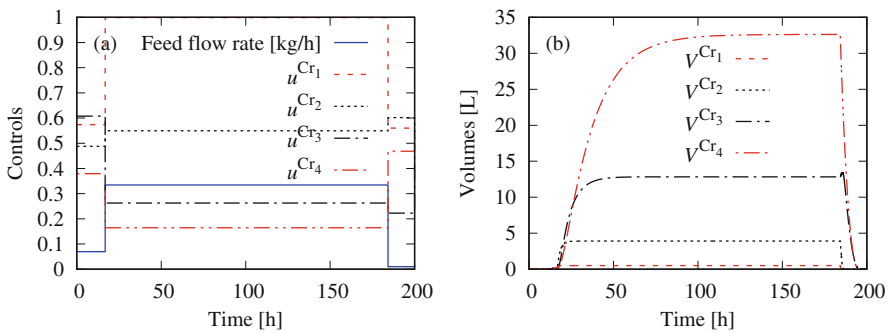 (a)
Feed flow rate [kg/h]
u^Cr1
u^Cr2
u^Cr3
u^Cr4
Controls
1
0.9
0.8
0.7
0.6
0.5
0.4
0.3
0.2
0.1
0
0 50 100 150 200
Time [h]
(b)
V^Cr1
V^Cr2
V^Cr3
V^Cr4
Volumes [L]
35
30
25
20
15
10
5
0
0 50 100 150 200
Time [h]